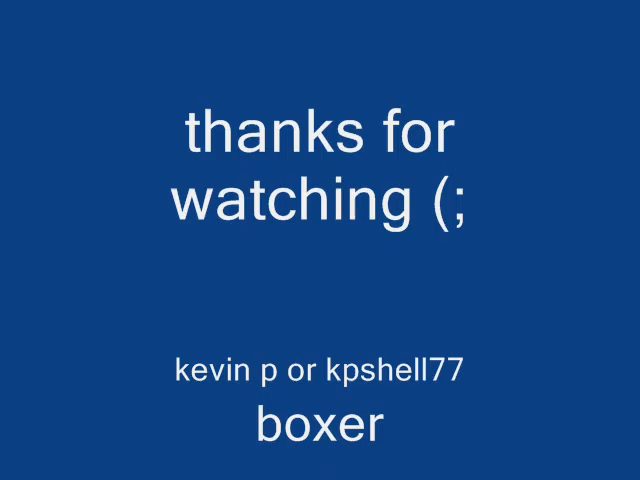 thanks for
watching (;
kevin p or kpshell77
boxer